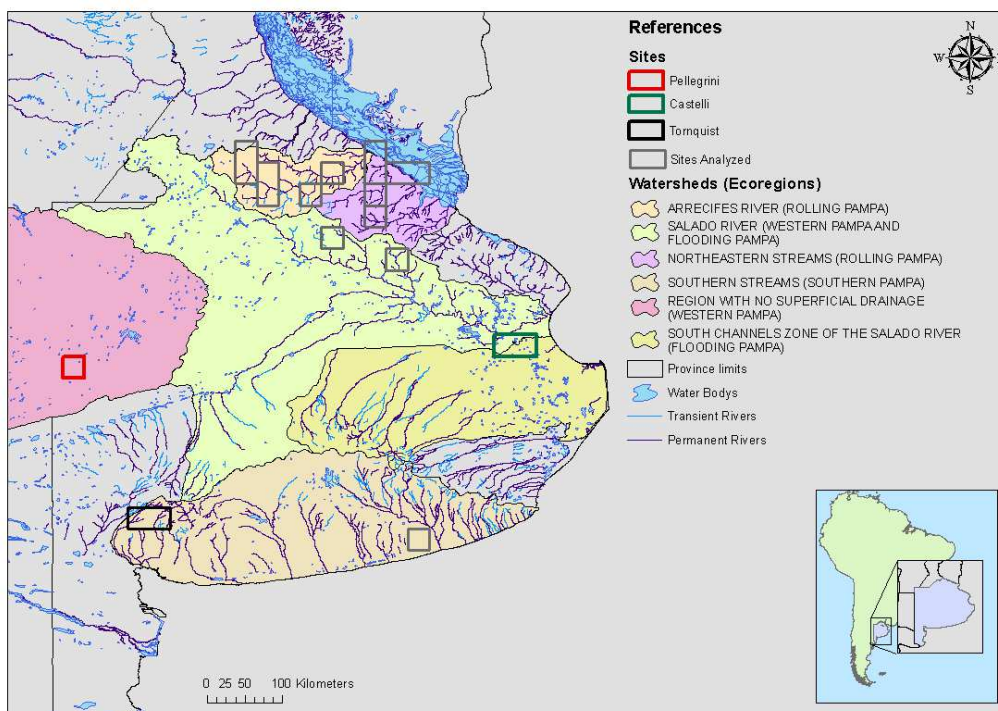 References
N
W
E
S
Sites
Pellegrini
Castelli
Tornquist
Sites Analyzed
Watersheds (Ecoregions)
ARRECIFES RIVER (ROLLING PAMPA)
SALADO RIVER (WESTERN PAMPA AND
FLOODING PAMPA)
NORTHEASTERN STREAMS (ROLLING PAMPA)
SOUTHERN STREAMS (SOUTHERN PAMPA)
REGION WITH NO SUPERFICIAL DRAINAGE
(WESTERN PAMPA)
SOUTH CHANNELS ZONE OF THE SALADO RIVER
(FLOODING PAMPA)
Province limits
Water Bodys
Transient Rivers
Permanent Rivers
0 25 50 100 Kilometers